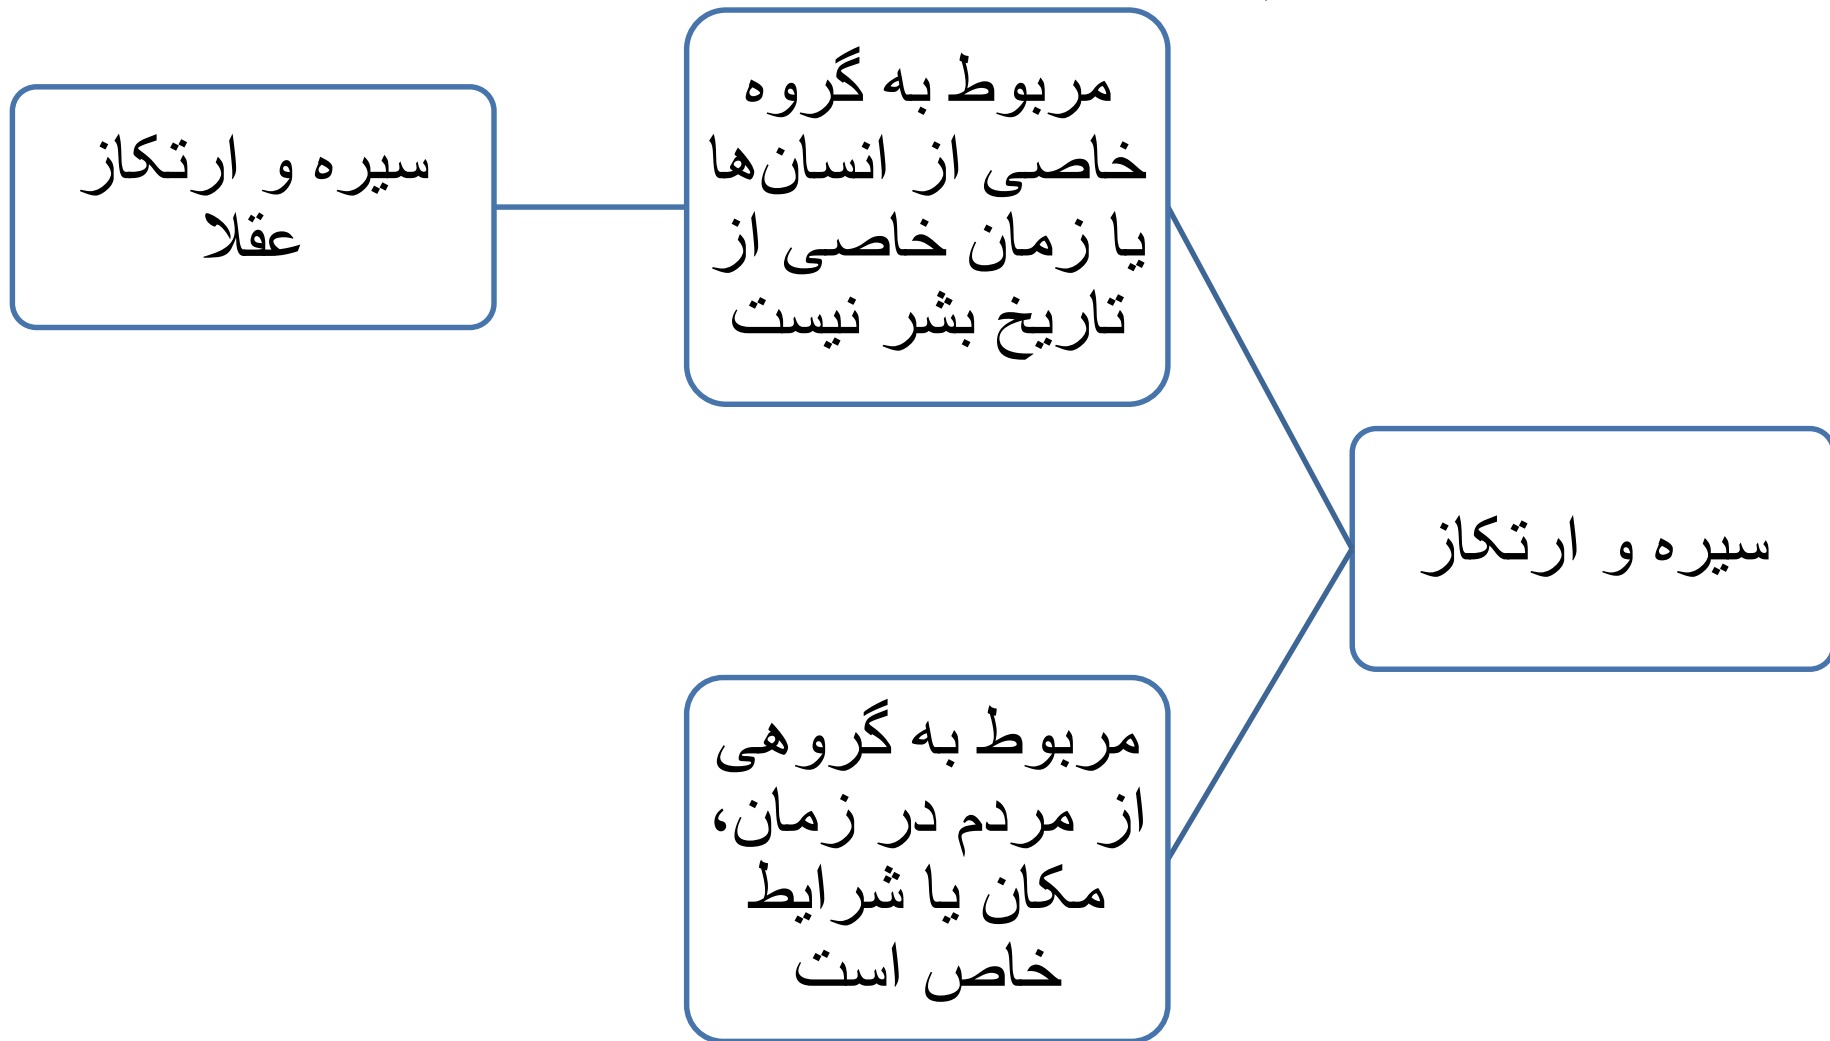 سیره و ارتکاز
مربوط به گروه
خاصی از انسان‌ها
یا زمان خاصی از
تاریخ بشر نیست
سیره و ارتکاز
عقلا
مربوط به گروهی
از مردم در زمان،
مکان یا شرایط
خاص است